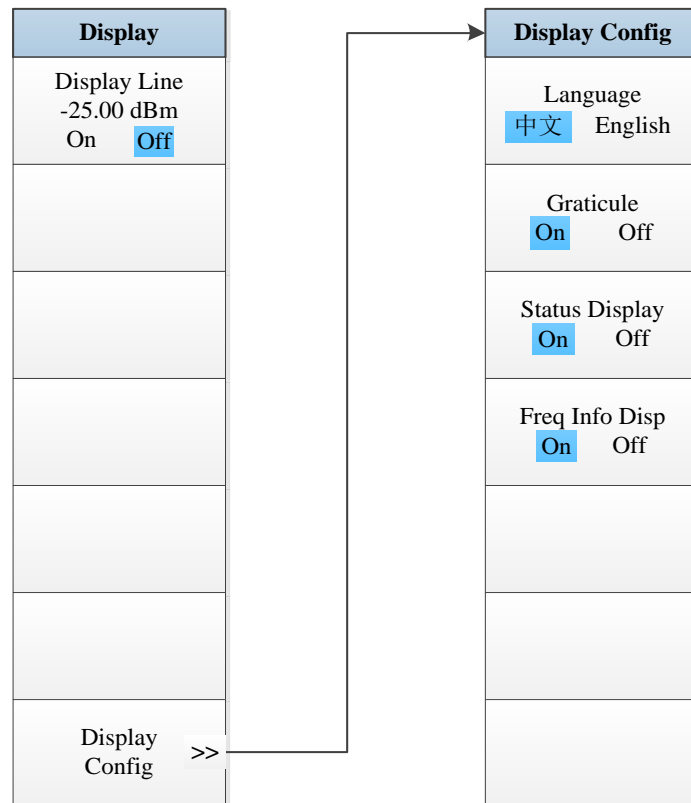 Display
Display Line
-25.00 dBm
On Off
Display
Config >>
Display Config
Language
中文 English
Graticule
On Off
Status Display
On Off
Freq Info Disp
On Off